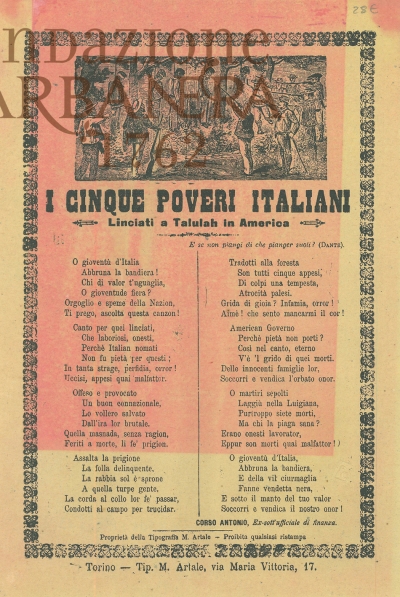 287
Fondazione
BARBANERA
1762
I CINQUE POVERI ITALIANI
Linciati a Talulah in America
E se non piangi di che pianger suoli? (DANTE).
O gioventù d'Italia
Abbruna la bandiera!
Chi di valor t'uguaglia,
O gioventude fiera?
Orgoglio e speme della Nazion,
Ti prego, ascolta questa canzon!
Canto per quei linciati,
Che laboriosi, onesti,
Perchè Italian nomati
Non fu pietà per questi;
In tanta strage, perfidia, orror!
Uccisi, appesi quai malfattor.
Offeso e provocato
Un buon connazionale,
Lo vollero salvato
Dall'ira lor brutale.
Quella masnada, senza ragion,
Feriti a morte, li fe' prigion.
Assalta la prigione
La folla delinquente.
La rabbia sol è sprone
A quella turpe gente.
La corda al collo lor fe' passar,
Condotti al campo per trucidar.
Tradotti alla foresta
Son tutti cinque appesi,
Di colpi una tempesta,
Atrocità palesi.
Grida di gioia? Infamia, orror!
Aimè! che sento mancarmi il cor!
American Governo
Perchè pietà non porti?
Così nel canto, eterno
V'è 'l grido di quei morti.
Delle innocenti famiglie lor,
Soccorri e vendica l'orbato onor.
O martiri sepolti
Laggiù nella Luigiana,
Purtroppo siete morti,
Ma chi la piaga sana?
Erano onesti lavorator,
Eppur son morti qual malfattor!)
O gioventù d'Italia,
Abbruna la bandiera,
E della vil ciurmaglia
Fanne vendetta nera,
E sotto il manto del tuo valor
Soccorri e vendica il nostro onor!
CORSO ANTONIO, Ex-sott'ufficiale di finanza.
Proprietà della Tipografia M. Artale — Proibita qualsiasi ristampa
Torino — Tip. M. Artale, via Maria Vittoria, 17.